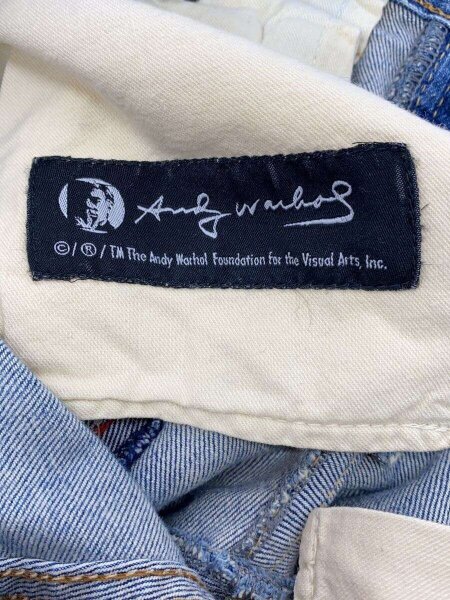 Andy Warhol
©/®/TM The Andy Warhol Foundation for the Visual Arts, Inc.